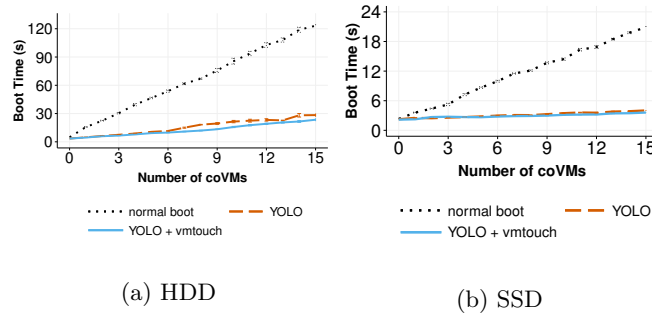 Boot Time (s)
120
90
60
30
0
0 3 6 9 12 15
Number of coVMs
normal boot YOLO
YOLO + vmtouch
(a) HDD
Boot Time (s)
24
18
12
6
0
0 3 6 9 12 15
Number of coVMs
normal boot YOLO
YOLO + vmtouch
(b) SSD